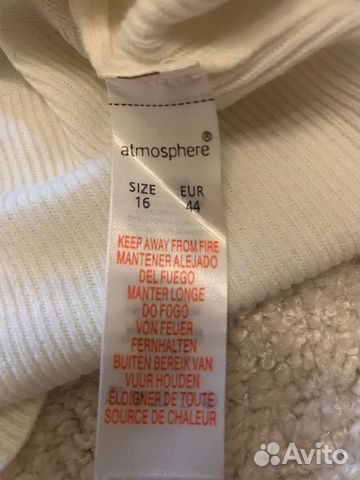 atmosphere®
SIZE EUR
16 44
KEEP AWAY FROM FIRE
MANTENER ALEJADO
DEL FUEGO
MANTER LONGE
DO FOGO
VON FEUER
FERNHALTEN
BUITEN BEREIK VAN
VUUR HOUDEN
ÉLOIGNER DE TOUTE
SOURCE DE CHALEUR
Avito